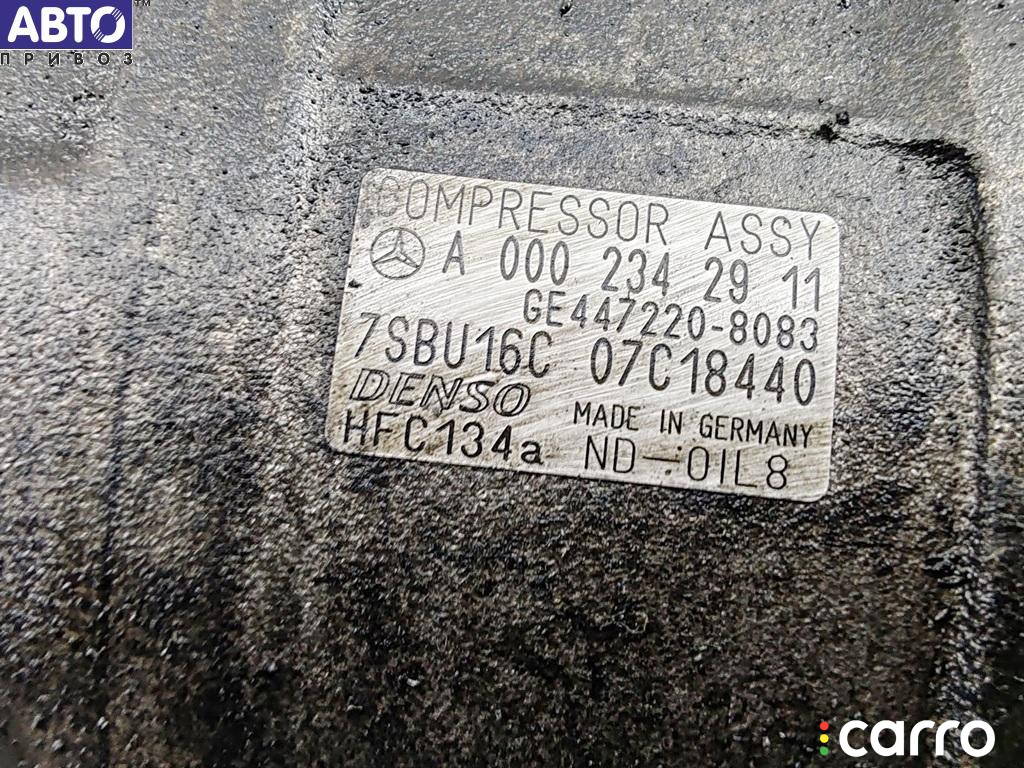 АВТО™
ПРИВОЗ
COMPRESSOR ASSY
A 000 234 29 11
GE447220-8083
7SBU16C 07C18440
DENSO
MADE IN GERMANY
HFC134a ND-OIL8
carro